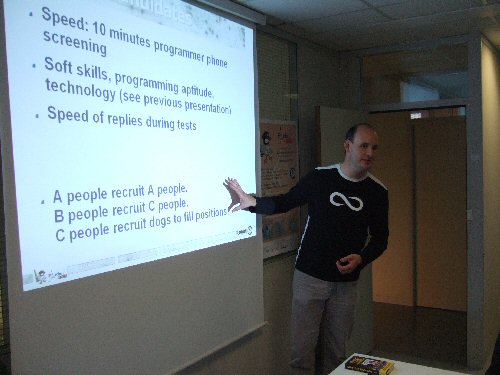 Speed: 10 minutes programmer phone
screening
Soft skills, programming aptitude,
technology (see previous presentation)
Speed of replies during tests
A people recruit A people.
B people recruit C people.
C people recruit dogs to fill positions